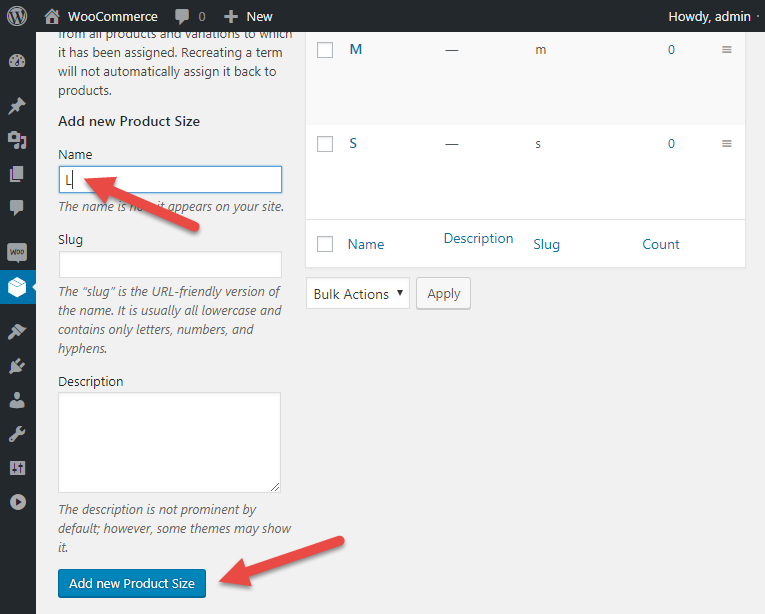 WooCommerce 0 New Howdy, admin
from all products and variations to which
it has been assigned. Recreating a term
will not automatically assign it back to
products.
Add new Product Size
Name
L
The name is how it appears on your site.
Slug
The “slug” is the URL-friendly version of
the name. It is usually all lowercase and
contains only letters, numbers, and
hyphens.
Description
The description is not prominent by
default; however, some themes may show
it.
Add new Product Size
M — m 0
S — s 0
Name Description Slug Count
Bulk Actions Apply
Woo